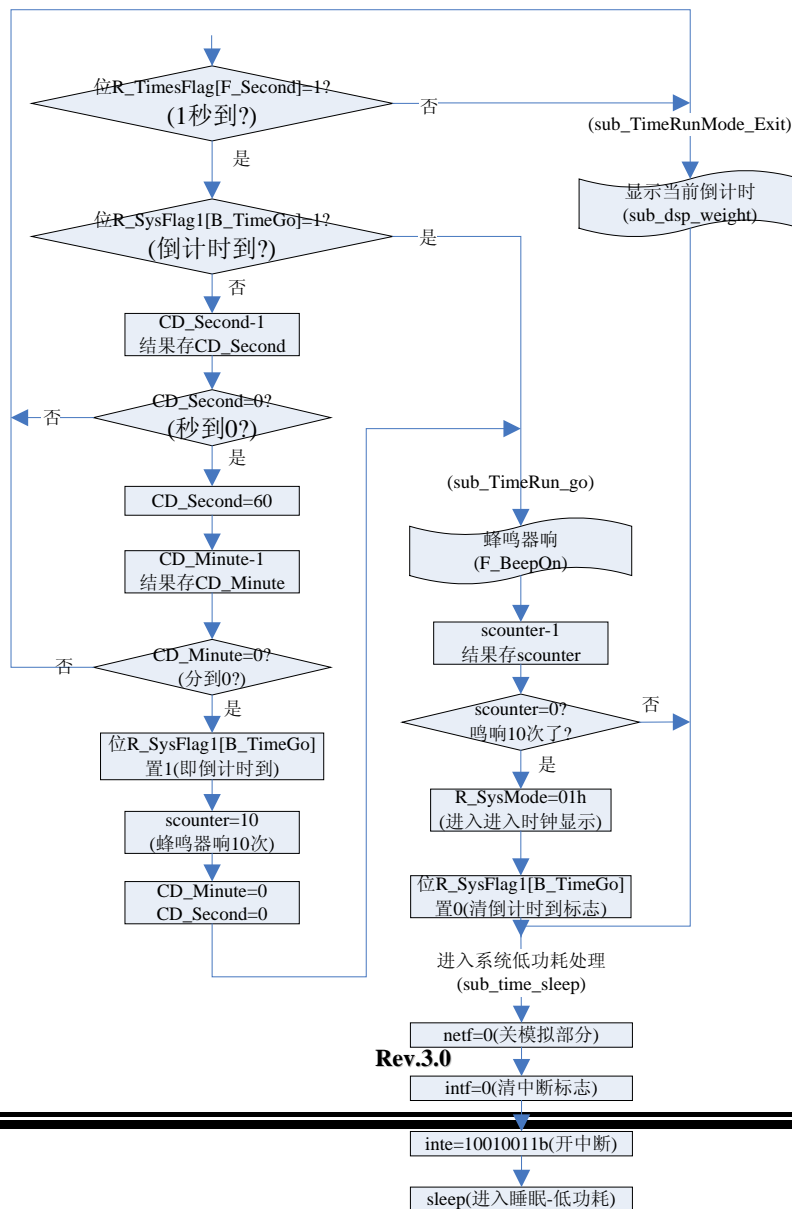 位R_TimesFlag[F_Second]=1?
(1秒到?)
否
是
(sub_TimeRunMode_Exit)
显示当前倒计时
(sub_dsp_weight)
位R_SysFlag1[B_TimeGo]=1?
(倒计时到?)
是
否
CD_Second-1
结果存CD_Second
CD_Second=0?
(秒到0?)
否
是
CD_Second=60
CD_Minute-1
结果存CD_Minute
CD_Minute=0?
(分到0?)
否
是
位R_SysFlag1[B_TimeGo]
置1(即倒计时到)
scounter=10
(蜂鸣器响10次)
CD_Minute=0
CD_Second=0
(sub_TimeRun_go)
蜂鸣器响
(F_BeepOn)
scounter-1
结果存scounter
scounter=0?
鸣响10次了?
否
是
R_SysMode=01h
(进入进入时钟显示)
位R_SysFlag1[B_TimeGo]
置0(清倒计时到标志)
进入系统低功耗处理
(sub_time_sleep)
netf=0(关模拟部分)
Rev.3.0
intf=0(清中断标志)
inte=10010011b(开中断)
sleep(进入睡眠-低功耗)